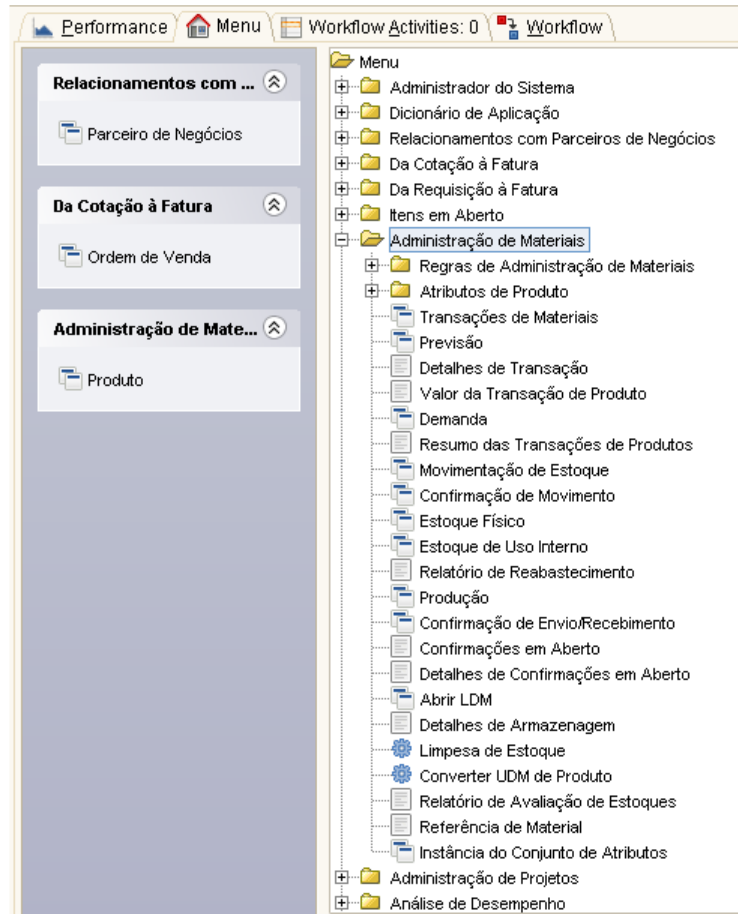 Performance Menu Workflow Activities: 0 Workflow
Relacionamentos com ...
Parceiro de Negócios
Da Cotação à Fatura
Ordem de Venda
Administração de Mate...
Produto
Menu
Administrador do Sistema
Dicionário de Aplicação
Relacionamentos com Parceiros de Negócios
Da Cotação à Fatura
Da Requisição à Fatura
Itens em Aberto
Administração de Materiais
Regras de Administração de Materiais
Atributos de Produto
Transações de Materiais
Previsão
Detalhes de Transação
Valor da Transação de Produto
Demanda
Resumo das Transações de Produtos
Movimentação de Estoque
Confirmação de Movimento
Estoque Físico
Estoque de Uso Interno
Relatório de Reabastecimento
Produção
Confirmação de Envio/Recebimento
Confirmações em Aberto
Detalhes de Confirmações em Aberto
Abrir LDM
Detalhes de Armazenagem
Limpesa de Estoque
Converter UDM de Produto
Relatório de Avaliação de Estoques
Referência de Material
Instância do Conjunto de Atributos
Administração de Projetos
Análise de Desempenho